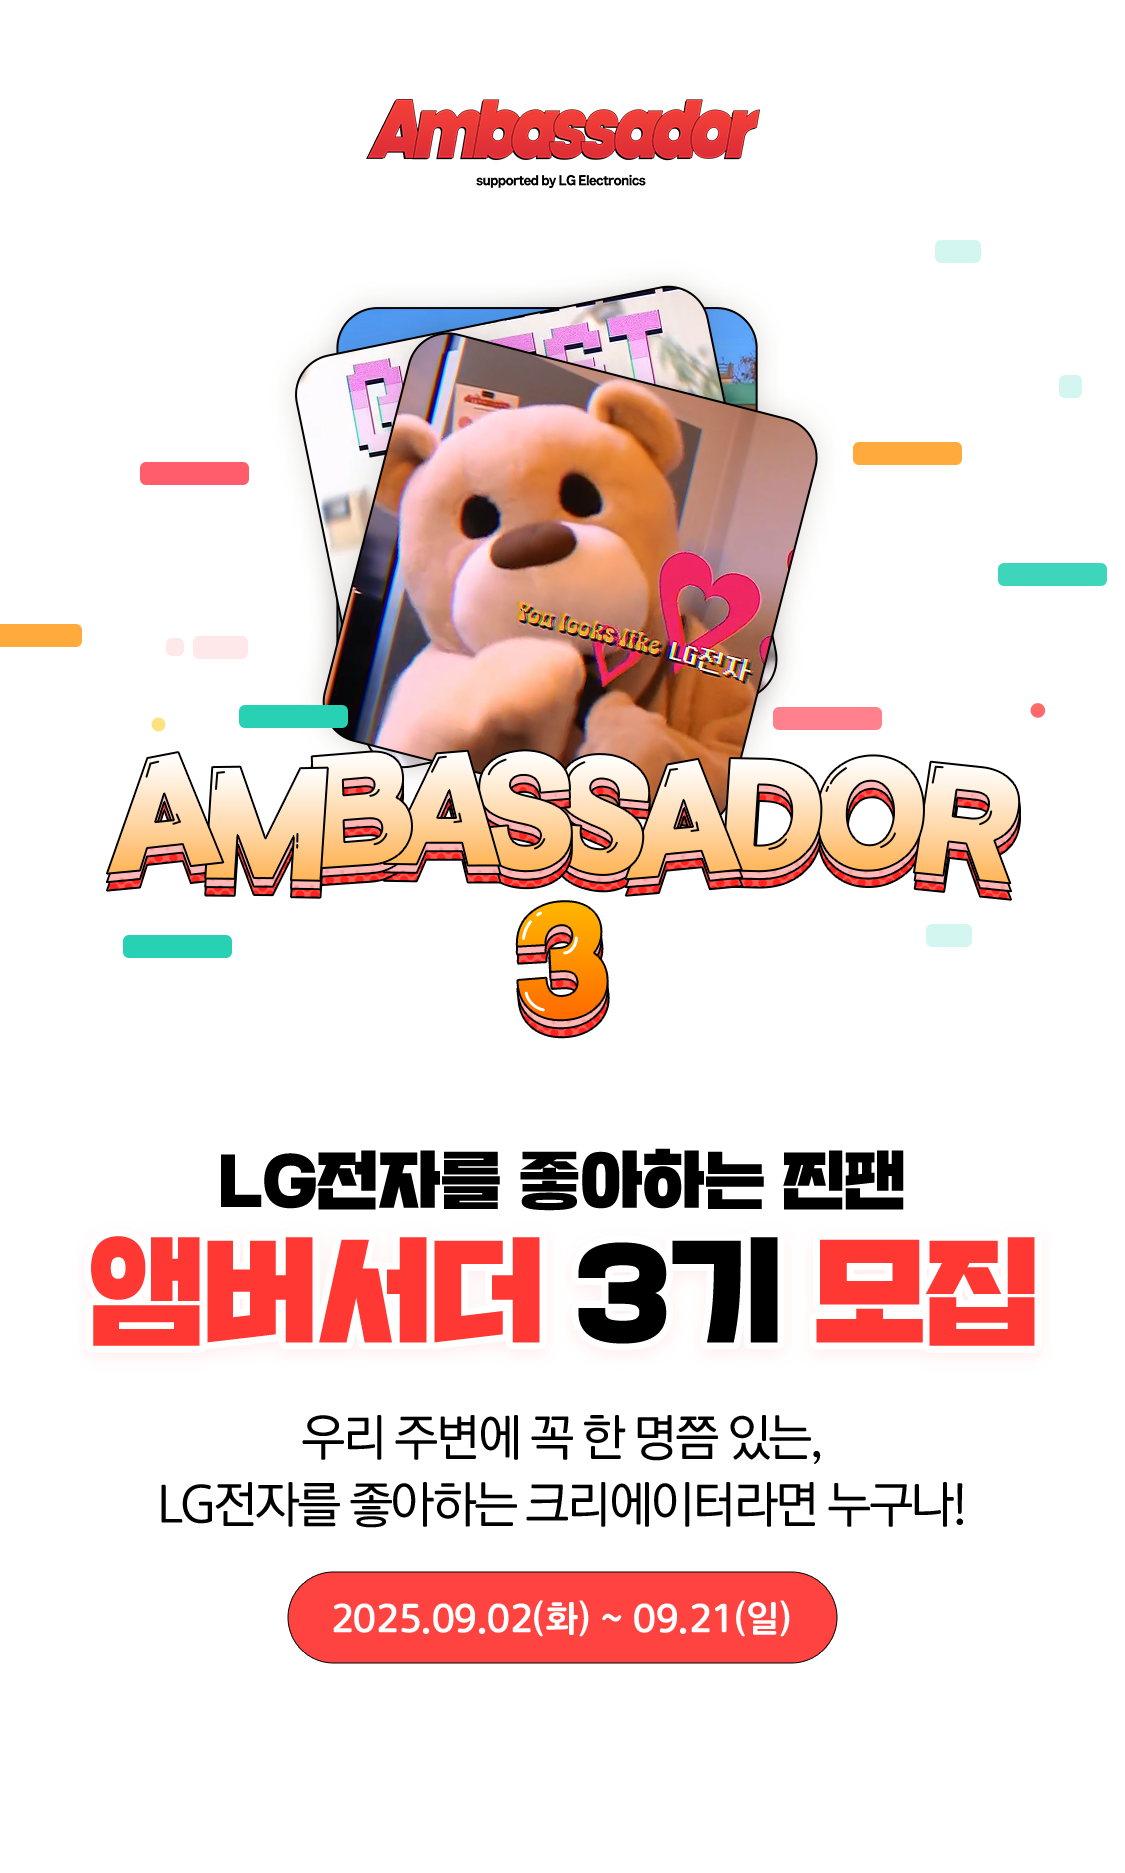 Ambassador
supported by LG Electronics
You looks like LG전자
AMBASSADOR
3
LG전자를 좋아하는 찐팬
앰버서더 3기 모집
우리 주변에 꼭 한 명쯤 있는,
LG전자를 좋아하는 크리에이터라면 누구나!
2025.09.02(화) ~ 09.21(일)